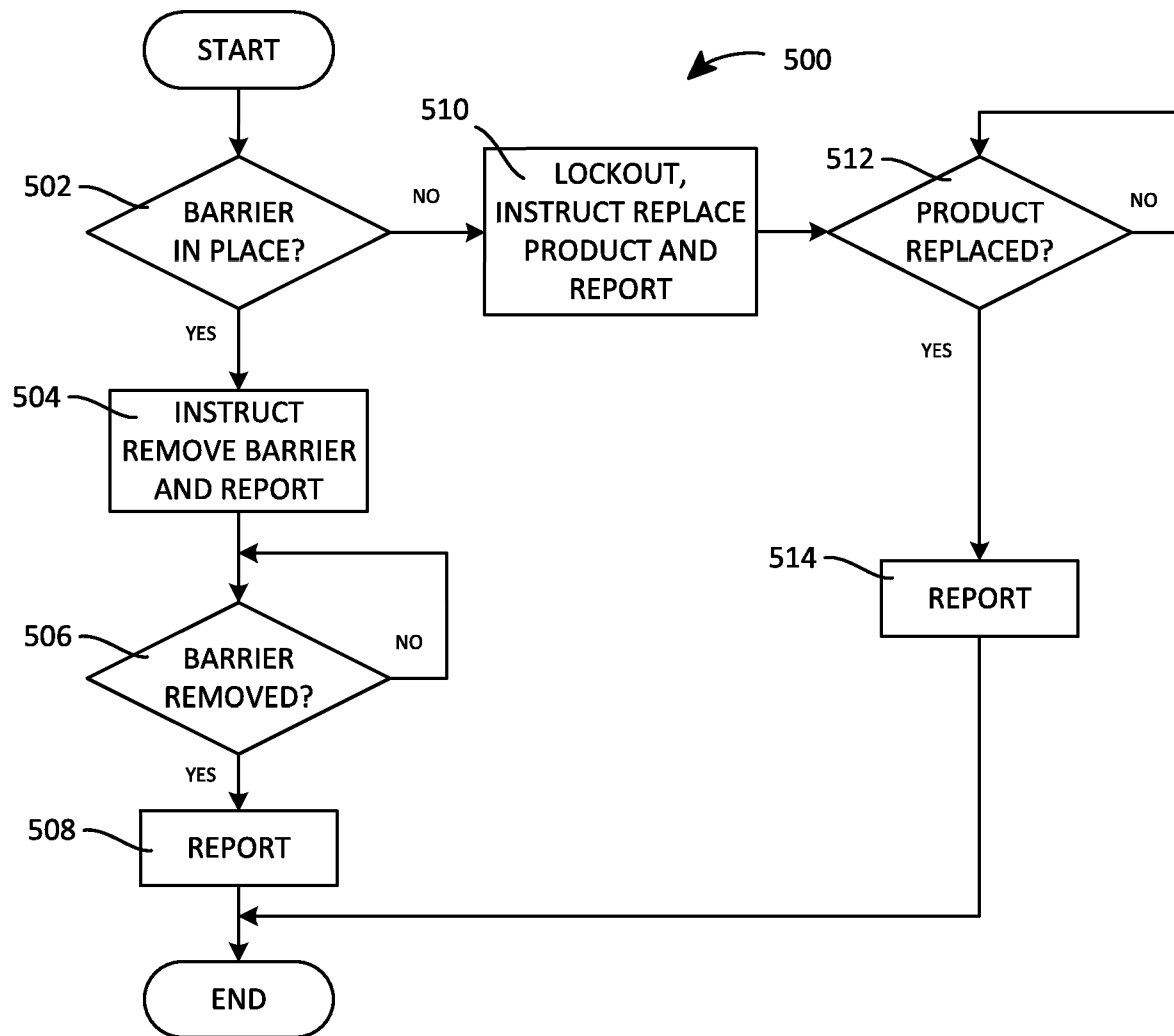 START
500
510
LOCKOUT,
INSTRUCT REPLACE
PRODUCT AND
REPORT
512
PRODUCT
REPLACED?
NO
502
BARRIER
IN PLACE?
NO
YES
YES
504
INSTRUCT
REMOVE BARRIER
AND REPORT
514
REPORT
506
BARRIER
REMOVED?
NO
YES
508
REPORT
END